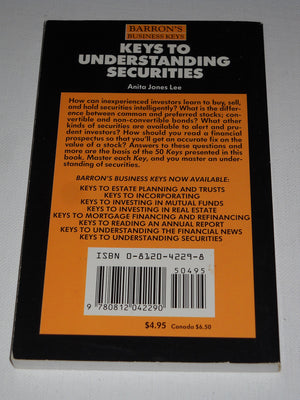 BARRON'S
BUSINESS KEYS
KEYS TO
UNDERSTANDING
SECURITIES
Anita Jones Lee
How can inexperienced investors learn to buy, sell,
and hold securities intelligently? What is the dif-
ference between common and preferred stocks; con-
vertible and non-convertible bonds? What other
kinds of securities are available to alert and pru-
dent investors? How should you read a financial
prospectus so that you'll get an accurate fix on the
value of a stock? Answers to these questions and
more are the basis of the 50 Keys presented in this
book. Master each Key, and you master an under-
standing of securities.
BARRON'S BUSINESS KEYS NOW AVAILABLE:
KEYS TO ESTATE PLANNING AND TRUSTS
KEYS TO INCORPORATING
KEYS TO INVESTING IN MUTUAL FUNDS
KEYS TO INVESTING IN REAL ESTATE
KEYS TO MORTGAGE FINANCING AND REFINANCING
KEYS TO READING AN ANNUAL REPORT
KEYS TO UNDERSTANDING THE FINANCIAL NEWS
KEYS TO UNDERSTANDING SECURITIES
ISBN 0-8120-4229-8
50495
9 780812 042290
$4.95 Canada $6.50